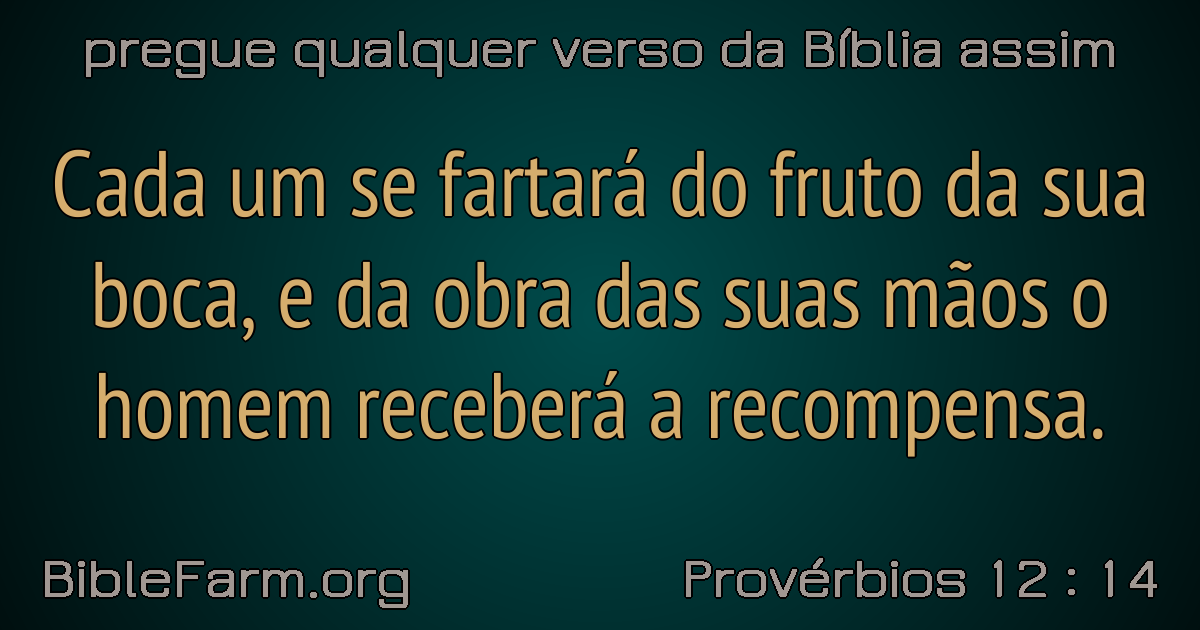 pregue qualquer verso da Bíblia assim
Cada um se fartará do fruto da sua
boca, e da obra das suas mãos o
homem receberá a recompensa.
BibleFarm.org
Provérbios 12 : 14